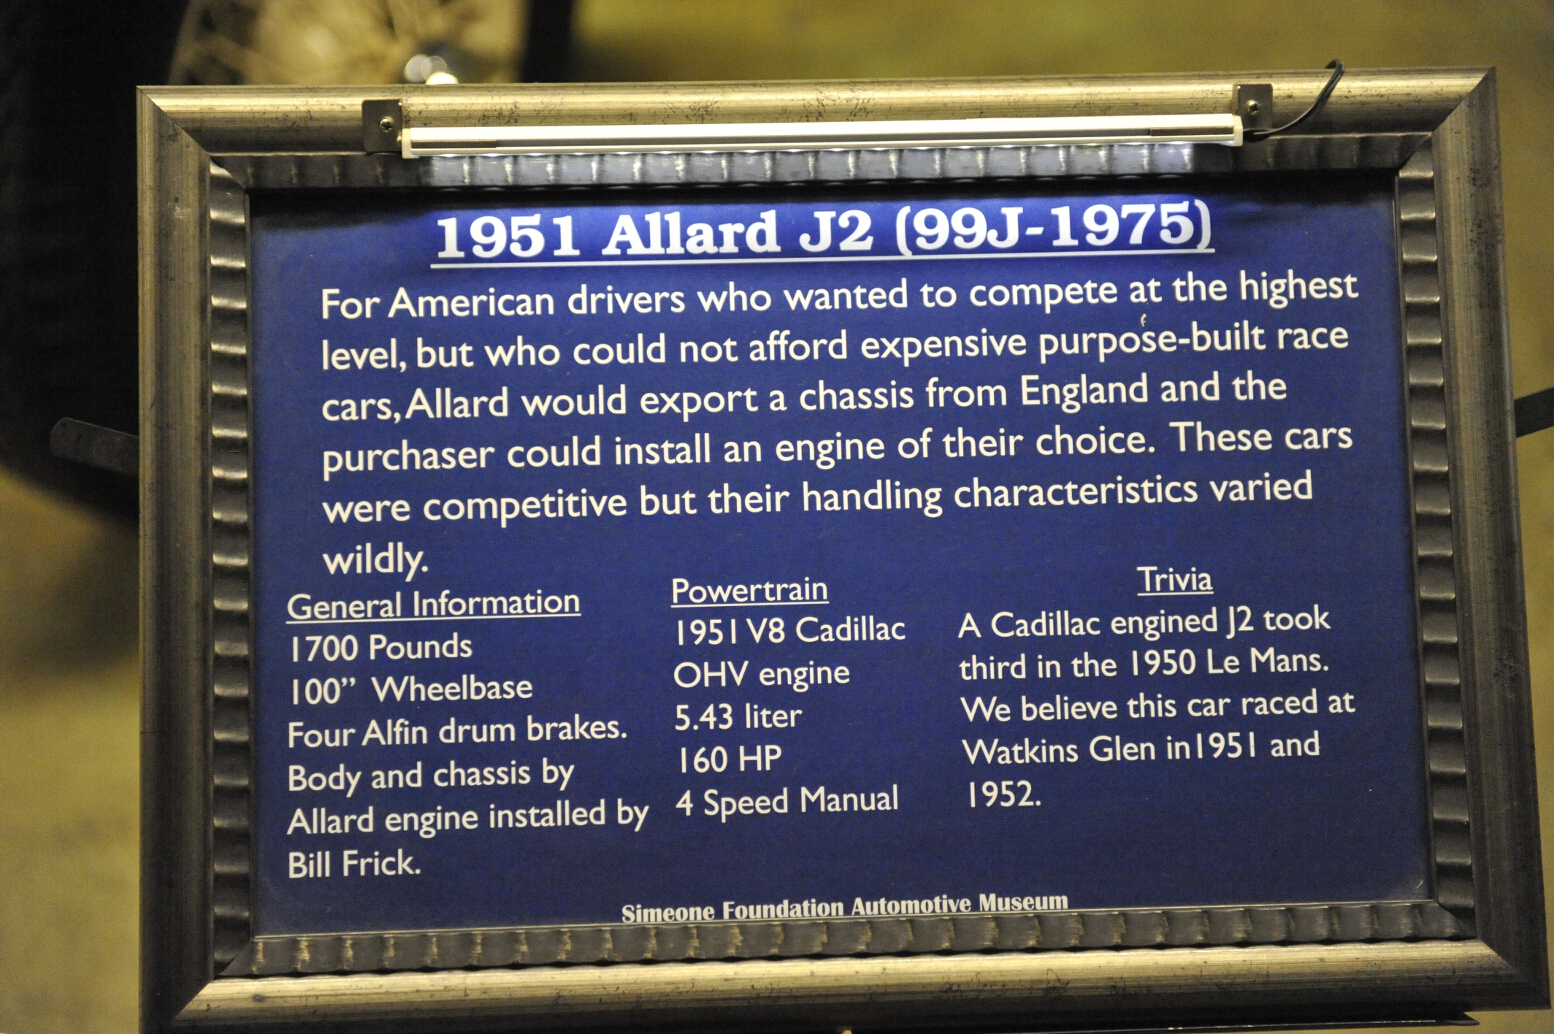 1951 Allard J2 (99J-1975)
For American drivers who wanted to compete at the highest
level, but who could not afford expensive purpose-built race
cars, Allard would export a chassis from England and the
purchaser could install an engine of their choice. These cars
were competitive but their handling characteristics varied
wildly.
General Information
1700 Pounds
100” Wheelbase
Four Alfin drum brakes.
Body and chassis by
Allard engine installed by
Bill Frick.
Powertrain
1951 V8 Cadillac
OHV engine
5.43 liter
160 HP
4 Speed Manual
Trivia
A Cadillac engined J2 took
third in the 1950 Le Mans.
We believe this car raced at
Watkins Glen in1951 and
1952.
Simeone Foundation Automotive Museum